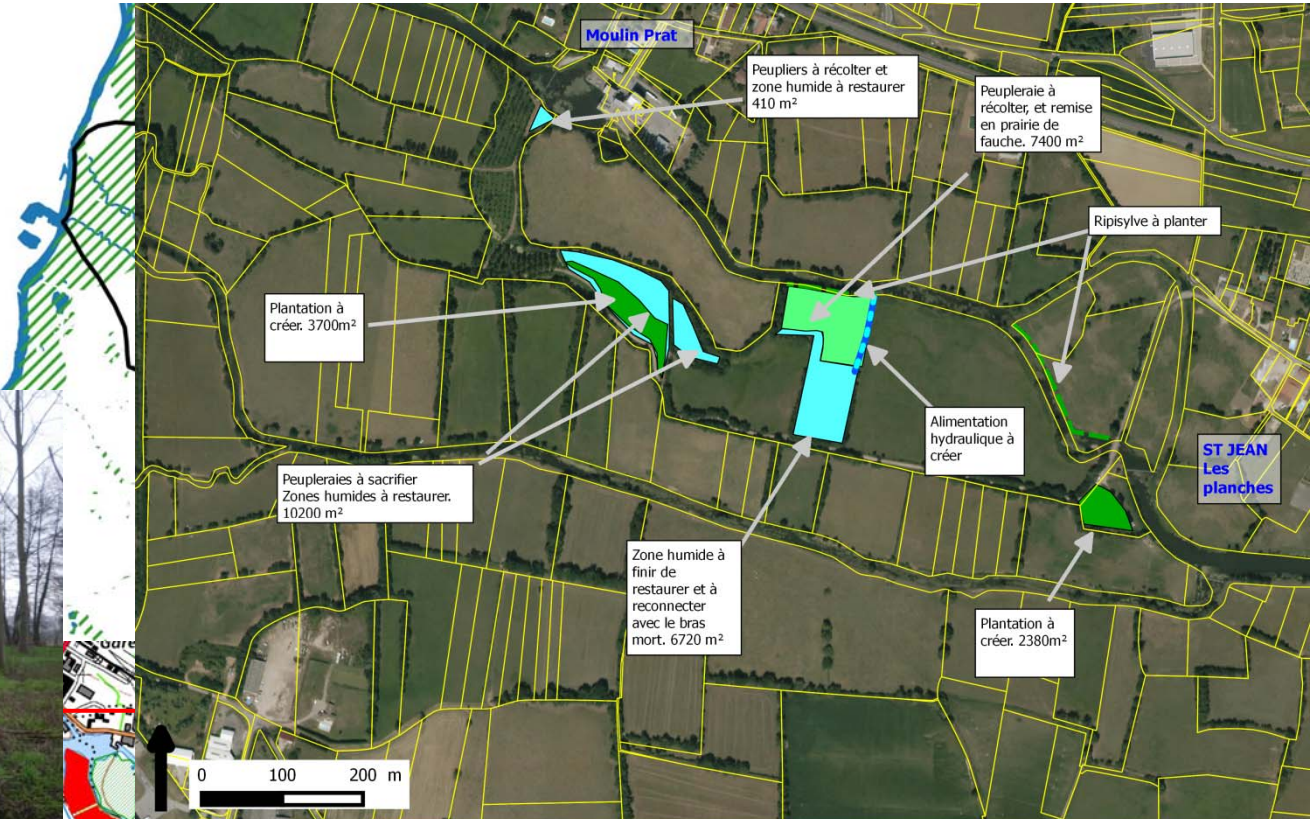 Moulin Prat
Peupliers à récolter et
zone humide à restaurer
410 m²
Peupleraie à
récolter, et remise
en prairie de
fauche. 7400 m²
Ripisylve à planter
Plantation à
créer. 3700m²
Alimentation
hydraulique à
créer
ST JEAN
Les
planches
Peupleraies à sacrifier
Zones humides à restaurer.
10200 m²
Zone humide à
finir de
restaurer et à
reconnecter
avec le bras
mort. 6720 m²
Plantation à
créer. 2380m²
Gare
0 100 200 m